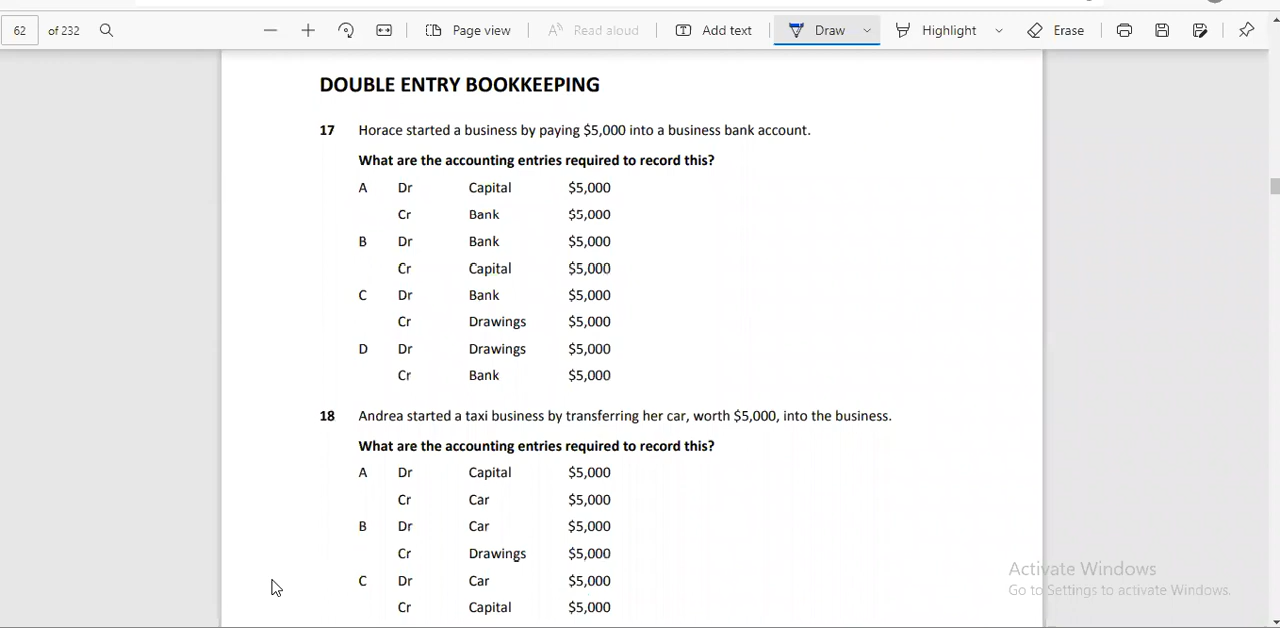 62 of 232 Page view Read aloud Add text Draw Highlight Erase
DOUBLE ENTRY BOOKKEEPING
17 Horace started a business by paying $5,000 into a business bank account.
What are the accounting entries required to record this?
A Dr Capital $5,000
Cr Bank $5,000
B Dr Bank $5,000
Cr Capital $5,000
C Dr Bank $5,000
Cr Drawings $5,000
D Dr Drawings $5,000
Cr Bank $5,000
18 Andrea started a taxi business by transferring her car, worth $5,000, into the business.
What are the accounting entries required to record this?
A Dr Capital $5,000
Cr Car $5,000
B Dr Car $5,000
Cr Drawings $5,000
C Dr Car $5,000
Cr Capital $5,000
Activate Windows
Go to Settings to activate Windows.